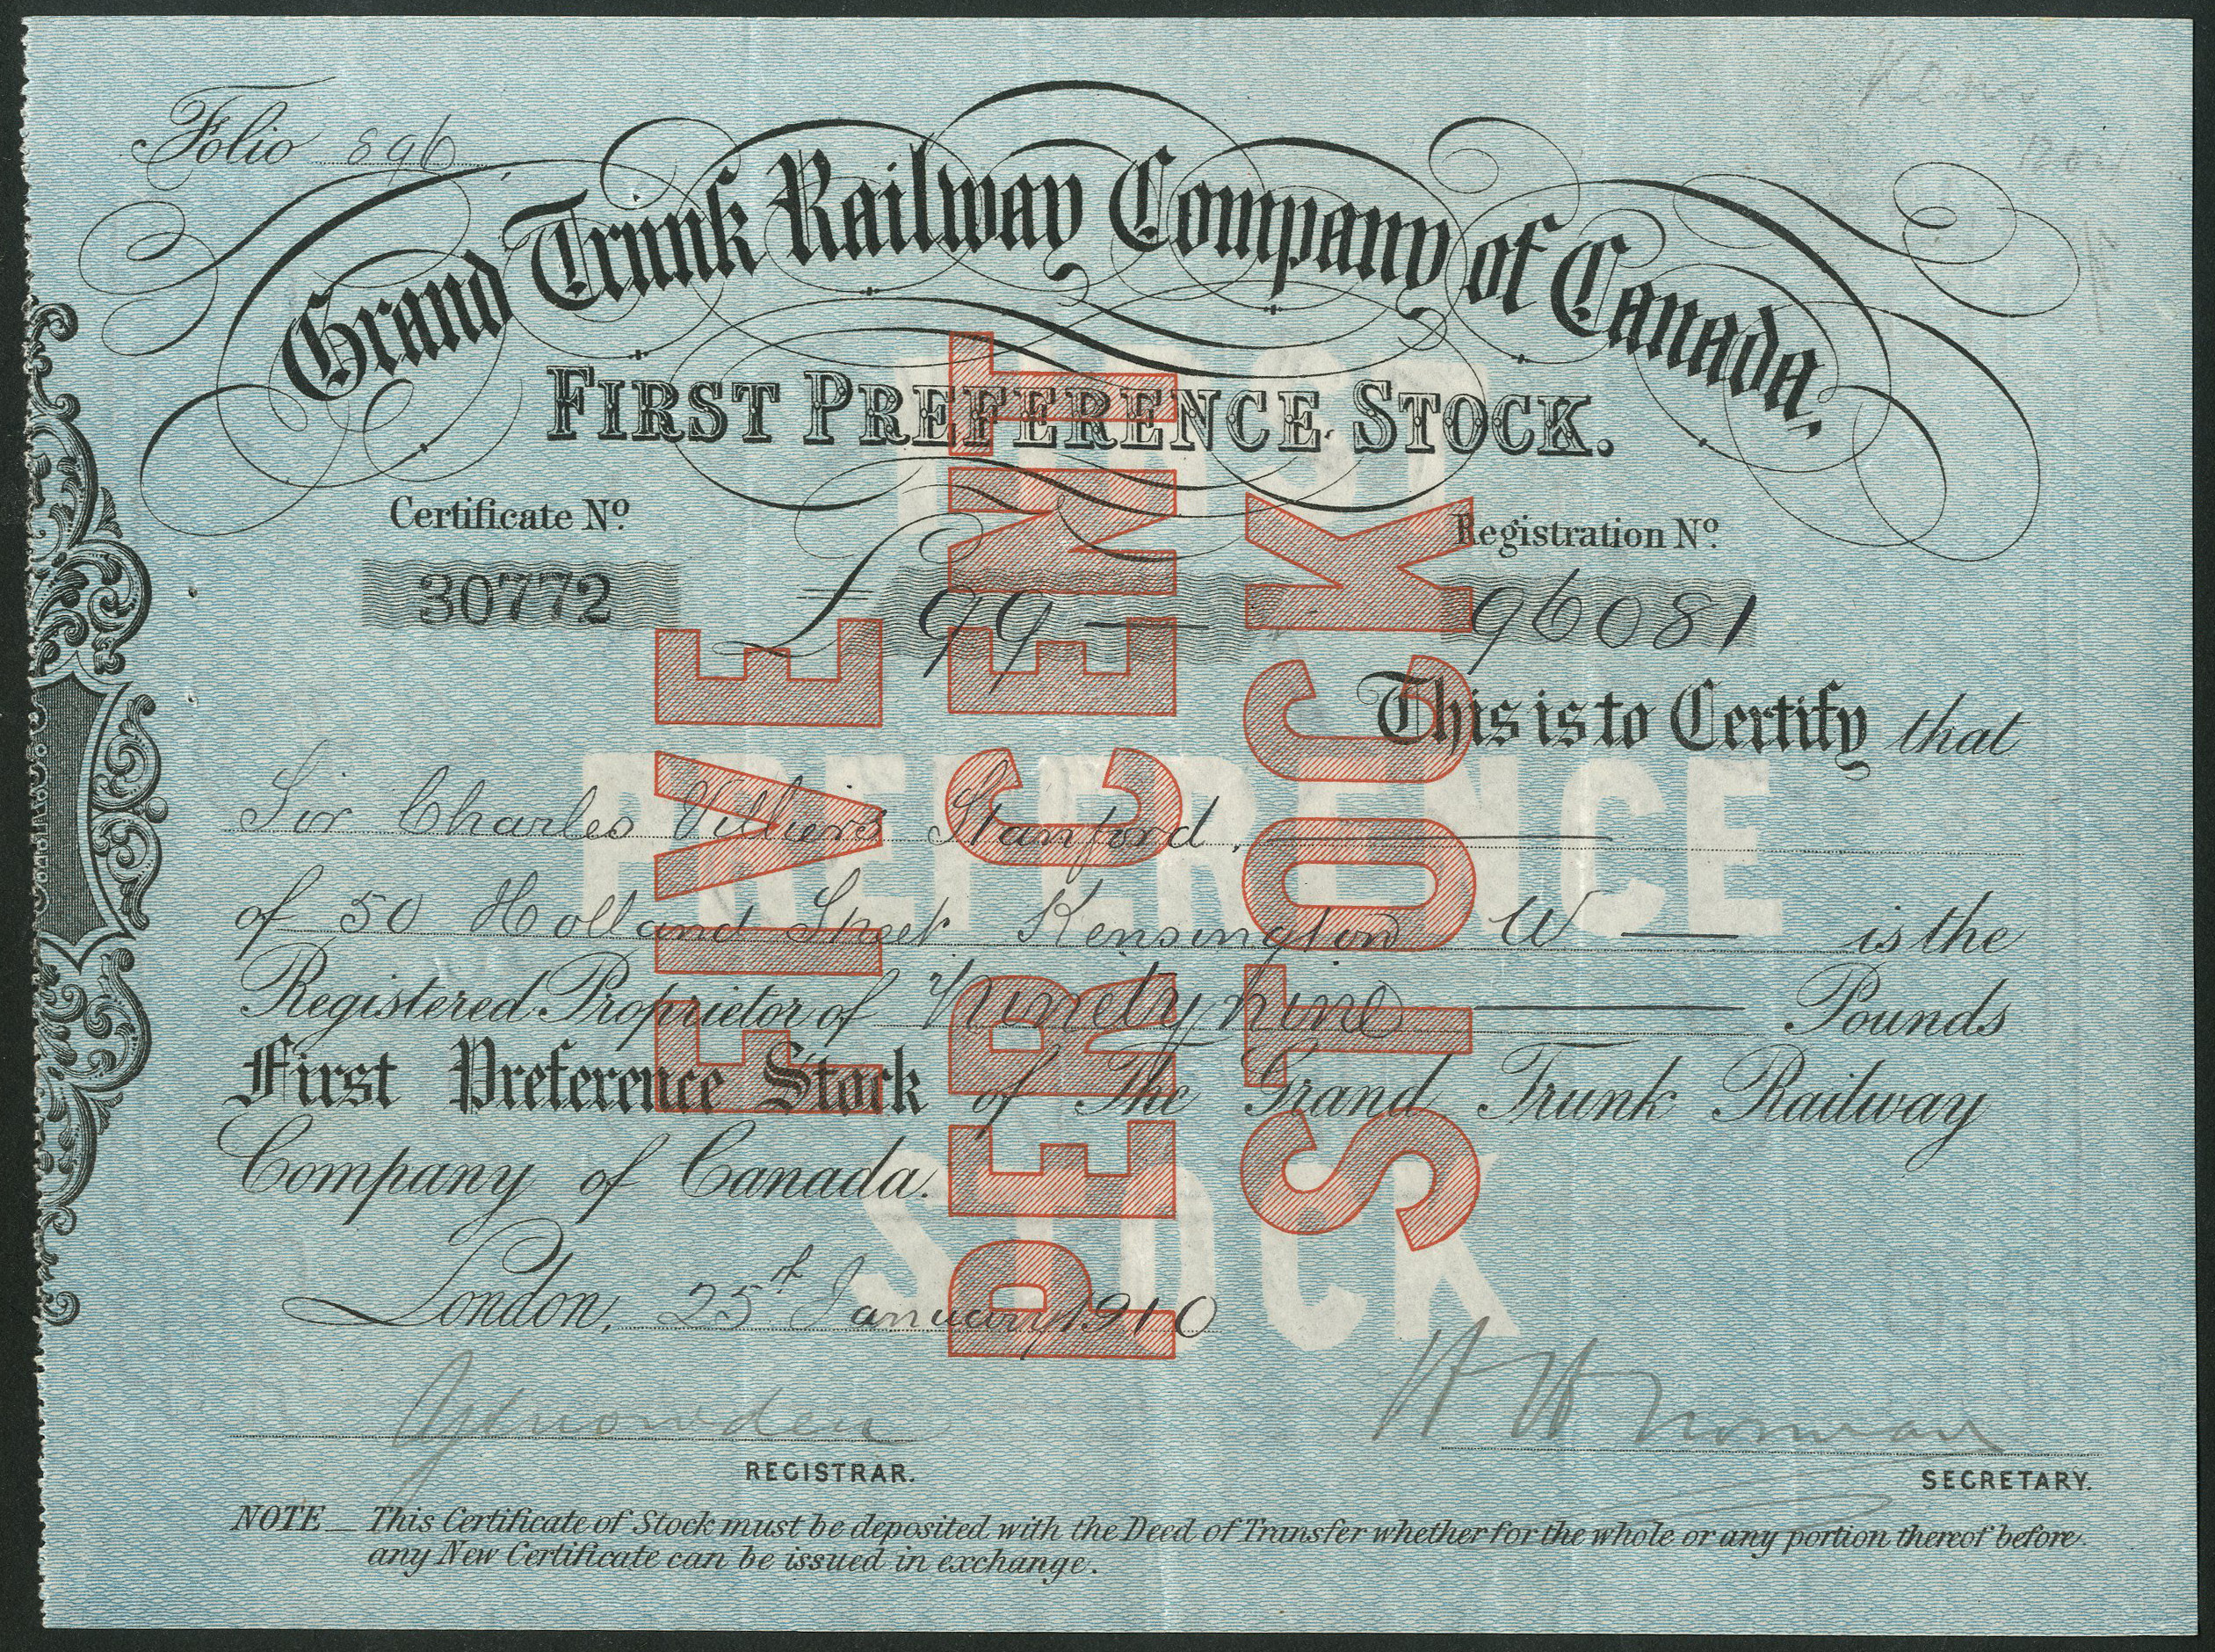 Folio 896
Grand Trunk Railway Company of Canada,
FIRST PREFERENCE STOCK.
Certificate No.
Registration No.
30772
£ 99 —
96081
This is to Certify that
Sir Charles Villiers Stanford,
of 50 Holland Street Kensington W — is the
Registered Proprietor of Ninety nine Pounds
First Preference Stock of The Grand Trunk Railway
Company of Canada.
London, 25th January 1910
H H Norman
REGISTRAR.
SECRETARY.
NOTE _ This Certificate of Stock must be deposited with the Deed of Transfer whether for the whole or any portion thereof before
any New Certificate can be issued in exchange.
FIVE
PER CENT
STOCK
FIRST
PREFERENCE
STOCK